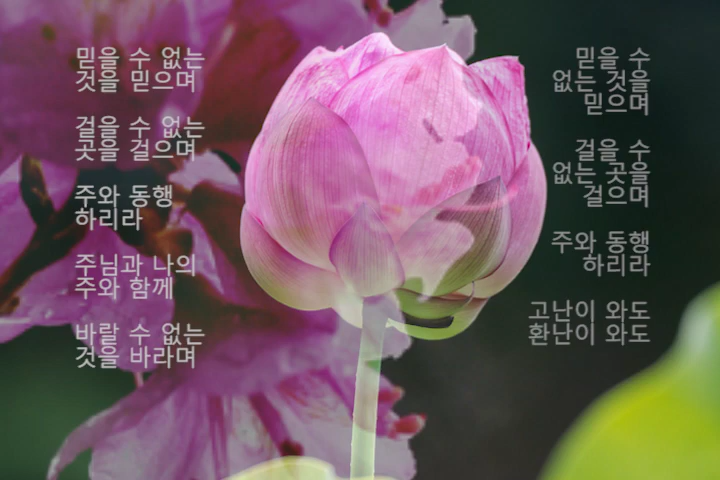 믿을 수 없는
것을 믿으며
걸을 수 없는
곳을 걸으며
주와 동행
하리라
주님과 나의
주와 함께
바랄 수 없는
것을 바라며
믿을 수
없는 것을
믿으며
걸을 수
없는 곳을
걸으며
주와 동행
하리라
고난이 와도
환난이 와도